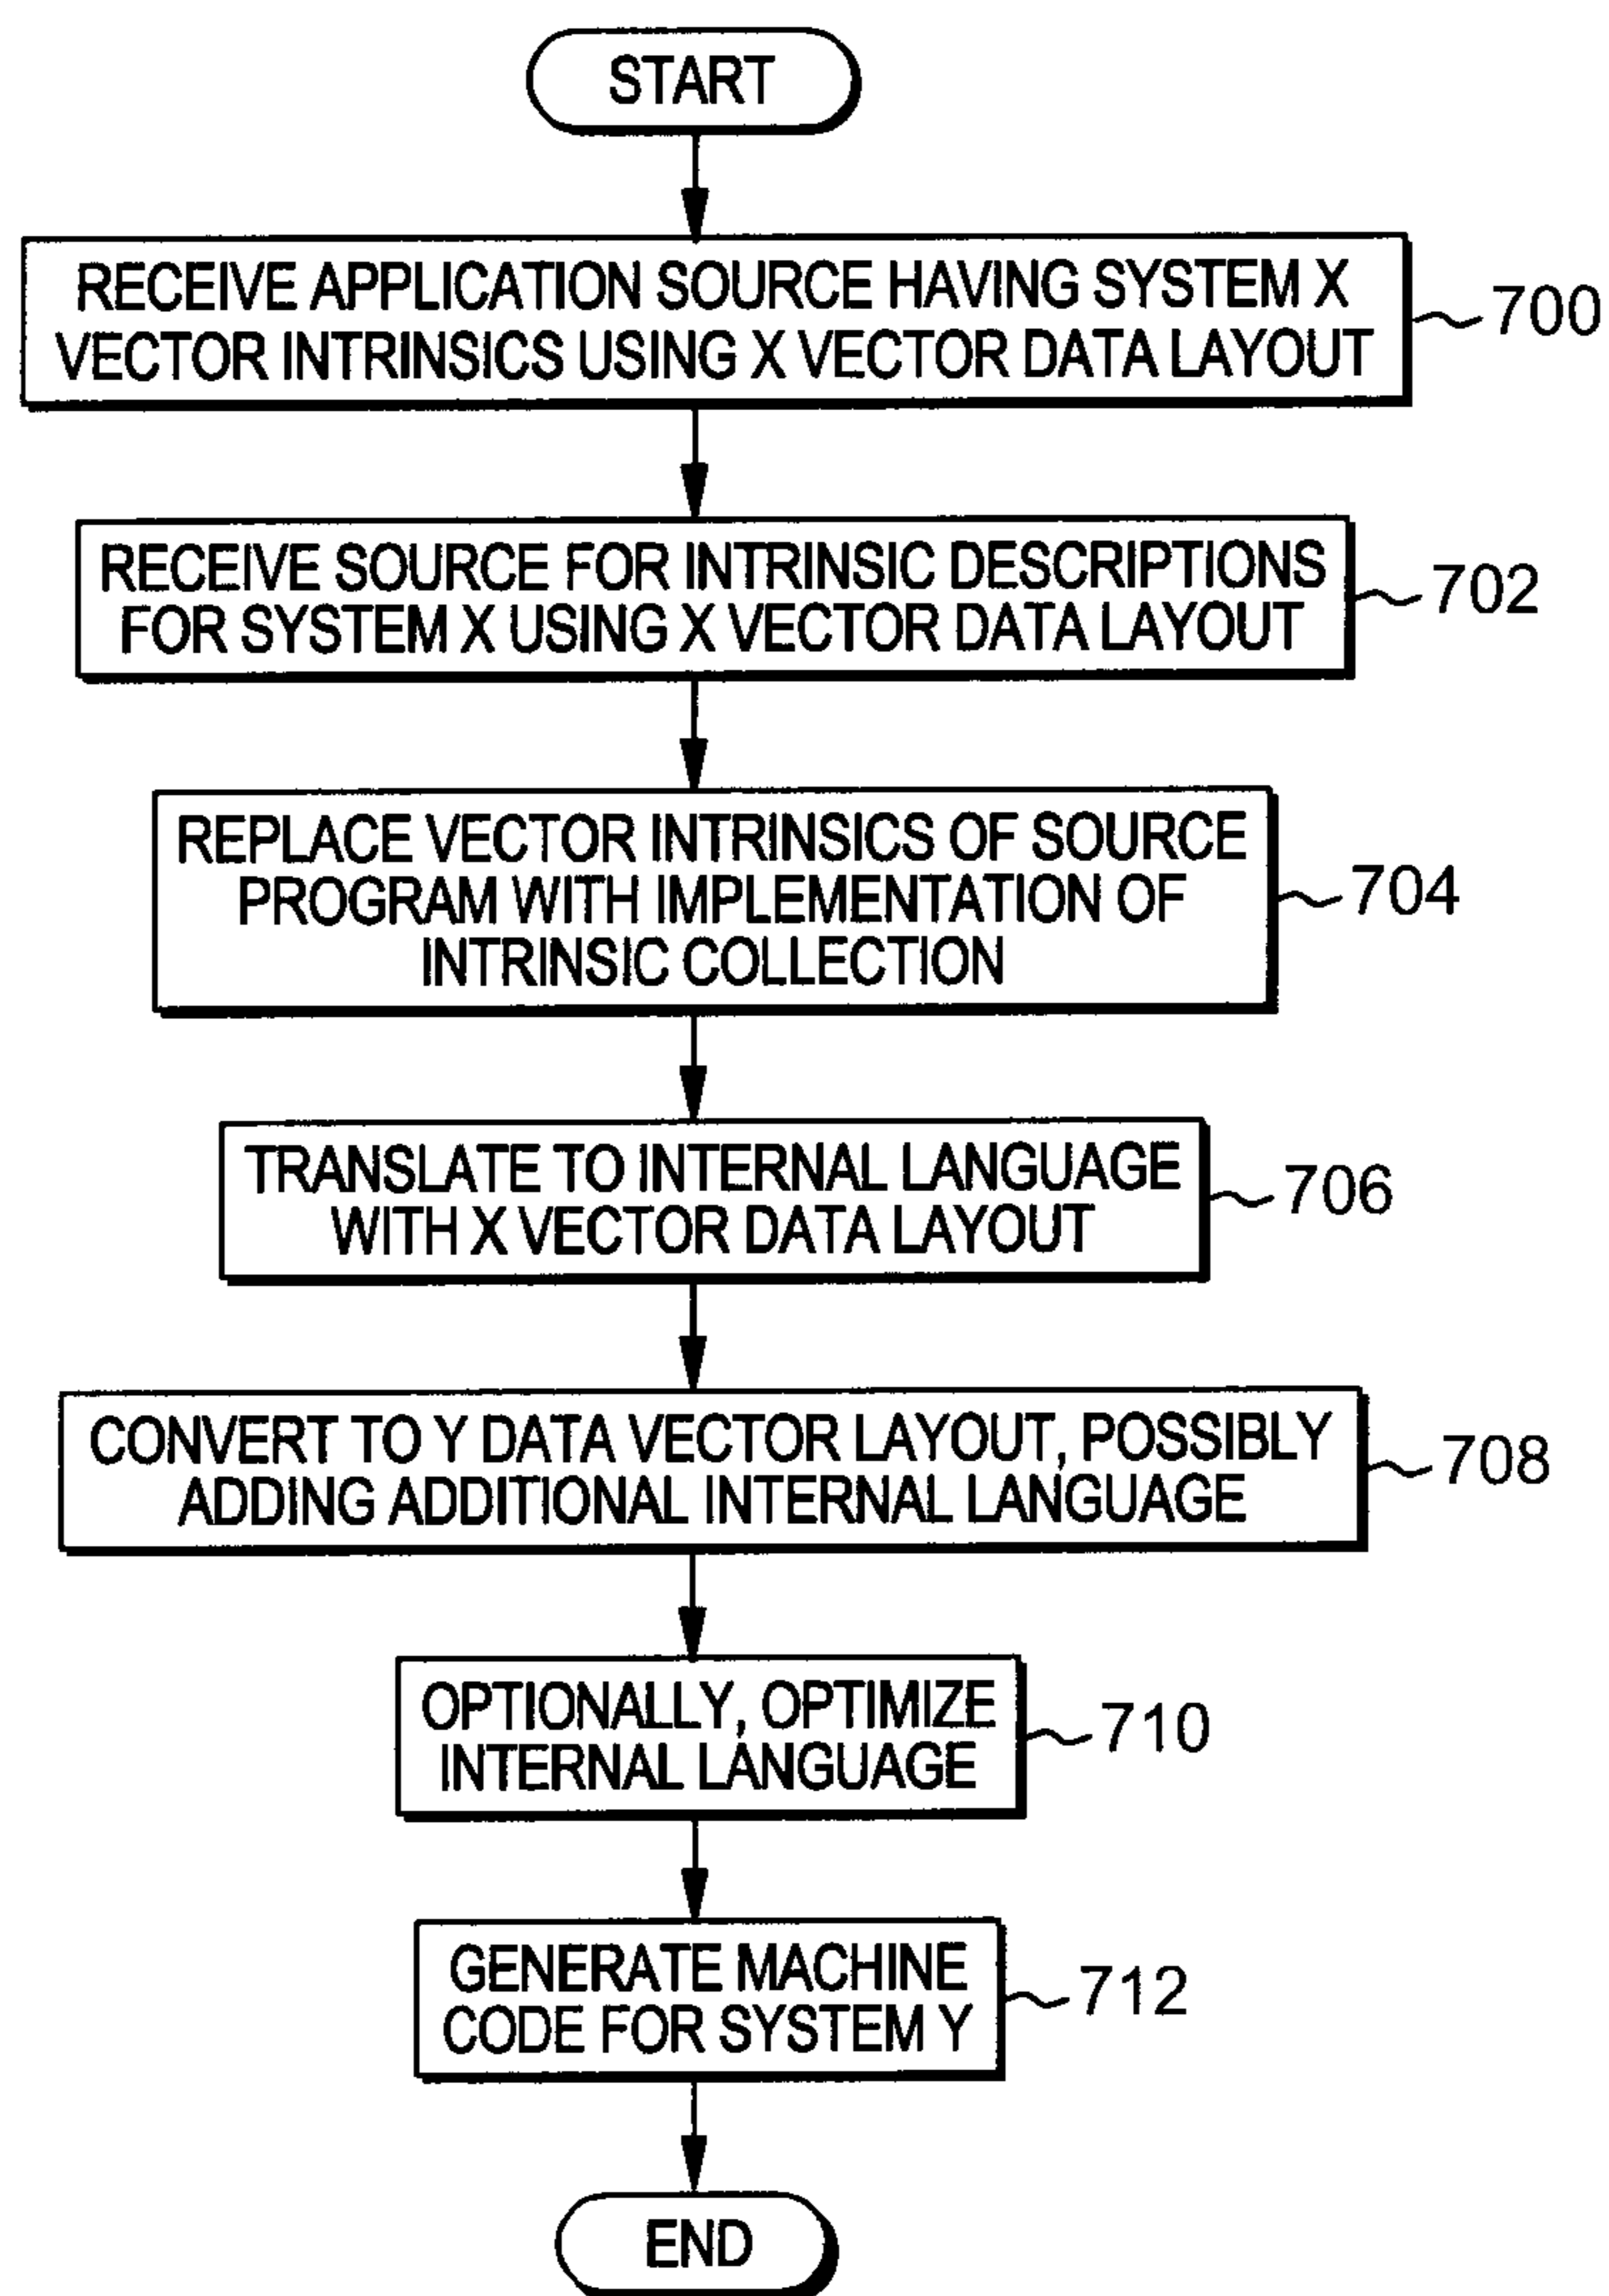 START
RECEIVE APPLICATION SOURCE HAVING SYSTEM X
VECTOR INTRINSICS USING X VECTOR DATA LAYOUT
700
RECEIVE SOURCE FOR INTRINSIC DESCRIPTIONS
FOR SYSTEM X USING X VECTOR DATA LAYOUT
702
REPLACE VECTOR INTRINSICS OF SOURCE
PROGRAM WITH IMPLEMENTATION OF
INTRINSIC COLLECTION
704
TRANSLATE TO INTERNAL LANGUAGE
WITH X VECTOR DATA LAYOUT
706
CONVERT TO Y DATA VECTOR LAYOUT, POSSIBLY
ADDING ADDITIONAL INTERNAL LANGUAGE
708
OPTIONALLY, OPTIMIZE
INTERNAL LANGUAGE
710
GENERATE MACHINE
CODE FOR SYSTEM Y
712
END